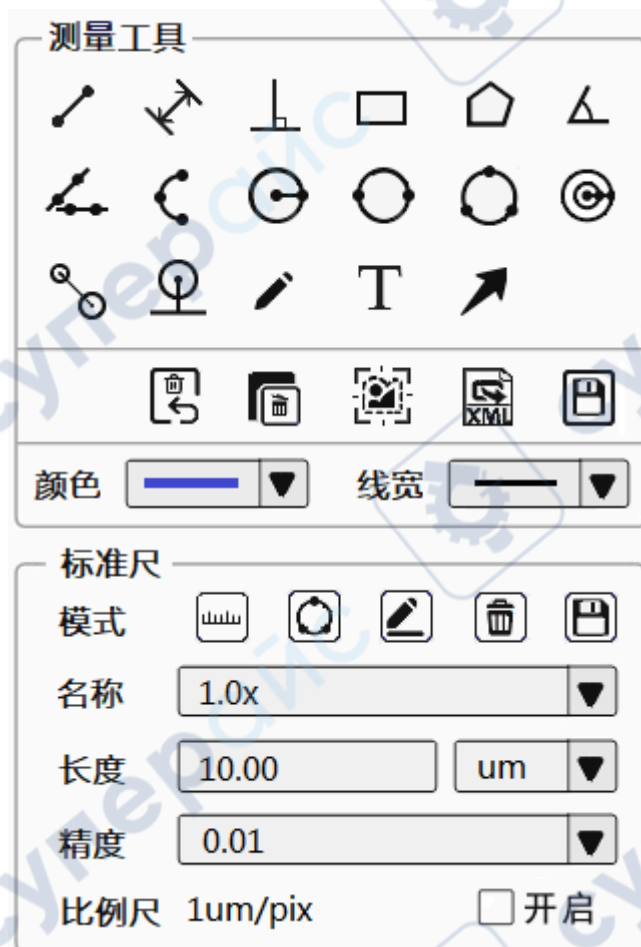 测量工具
T
XML
颜色 线宽
标准尺
模式
名称 1.0x
长度 10.00 um
精度 0.01
比例尺 1um/pix 开启
суперайс